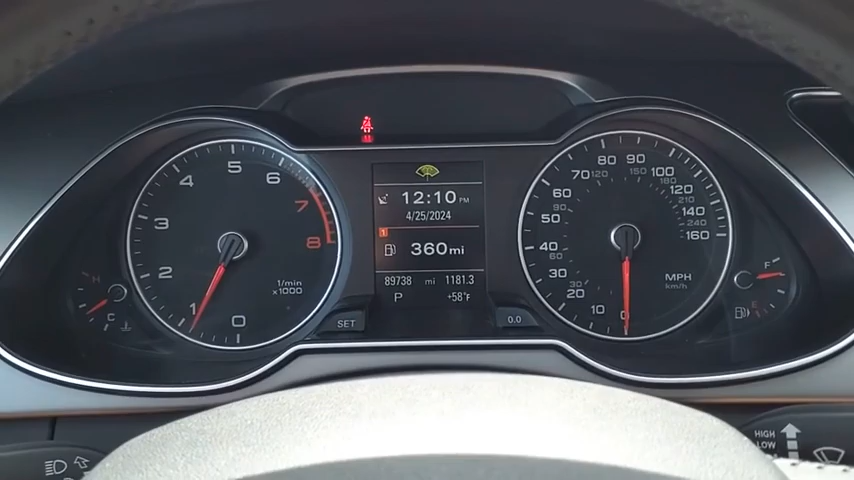 12:10 PM
4/25/2024
1
360mi
89738 mi 1181.3
P +58°F
0 1 2 3 4 5 6 7 8
1/min
x1000
H
C
SET
0.0
0 10 20 30 40 50 60 70 80 90 100 120 140 160
20 60 90 120 150 180 210 240
MPH
km/h
F
E
HIGH
LOW